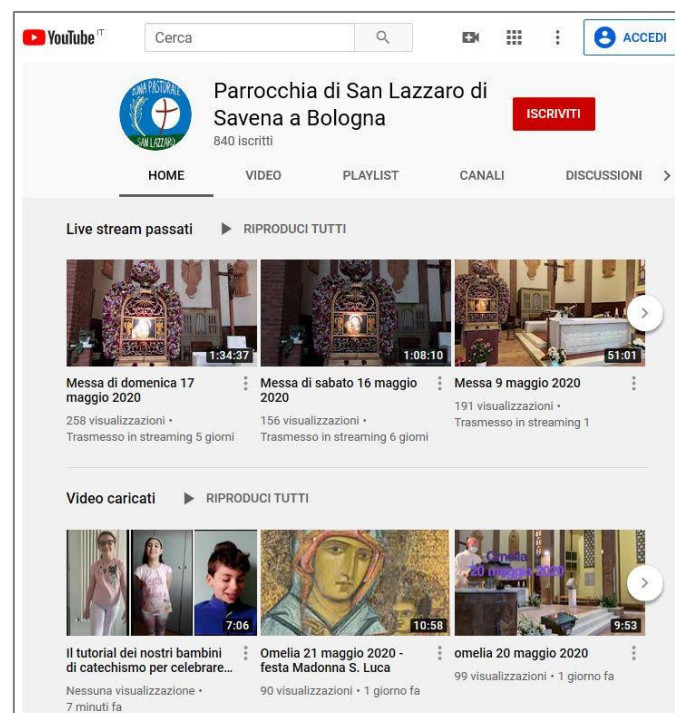 YouTube IT
Cerca
ACCEDI
ZONA PASTORALE
SAN LAZZARO
Parrocchia di San Lazzaro di
Savena a Bologna
840 iscritti
ISCRIVITI
HOME VIDEO PLAYLIST CANALI DISCUSSIONI
Live stream passati RIPRODUCI TUTTI
1:34:37
1:08:10
51:01
Messa di domenica 17
maggio 2020
258 visualizzazioni •
Trasmesso in streaming 5 giorni
Messa di sabato 16 maggio
2020
156 visualizzazioni •
Trasmesso in streaming 6 giorni
Messa 9 maggio 2020
191 visualizzazioni •
Trasmesso in streaming 1
Video caricati RIPRODUCI TUTTI
7:06
10:58
Omelia
20 maggio 2020
9:53
Il tutorial dei nostri bambini
di catechismo per celebrare...
Nessuna visualizzazione •
7 minuti fa
Omelia 21 maggio 2020 -
festa Madonna S. Luca
90 visualizzazioni • 1 giorno fa
omelia 20 maggio 2020
99 visualizzazioni • 1 giorno fa